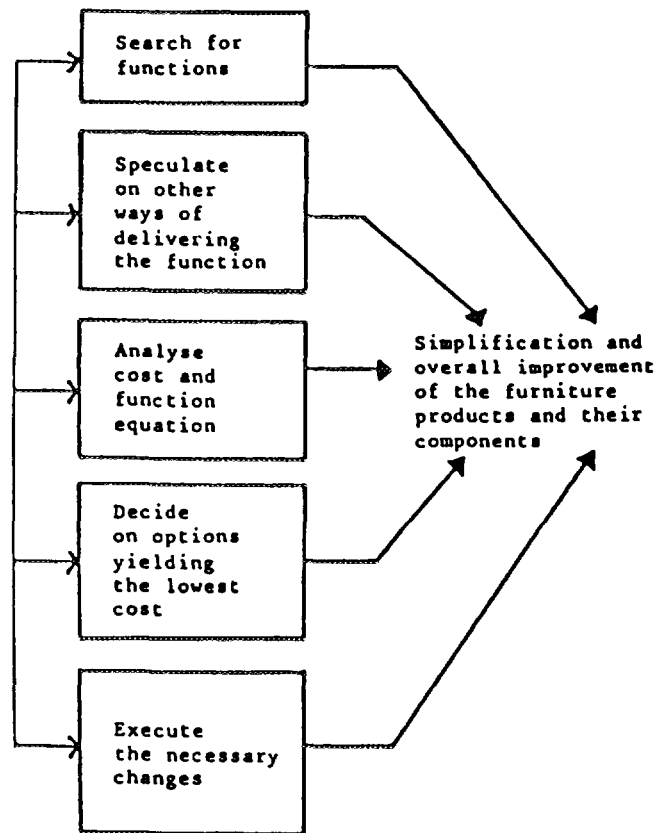 Search for
functions
Speculate
on other
ways of
delivering
the function
Analyse
cost and
function
equation
Simplification and
overall improvement
of the furniture
products and their
components
Decide
on options
yielding
the lowest
cost
Execute
the necessary
changes